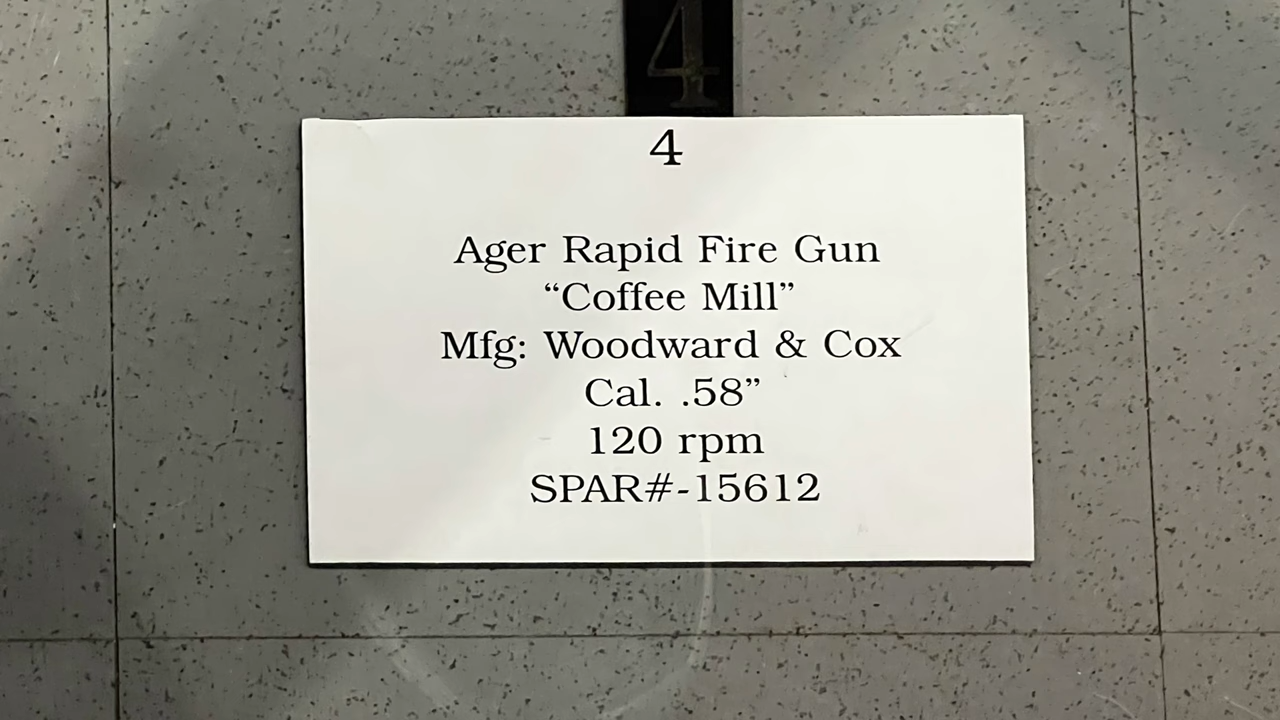 4
4
Ager Rapid Fire Gun
“Coffee Mill”
Mfg: Woodward & Cox
Cal. .58”
120 rpm
SPAR#-15612